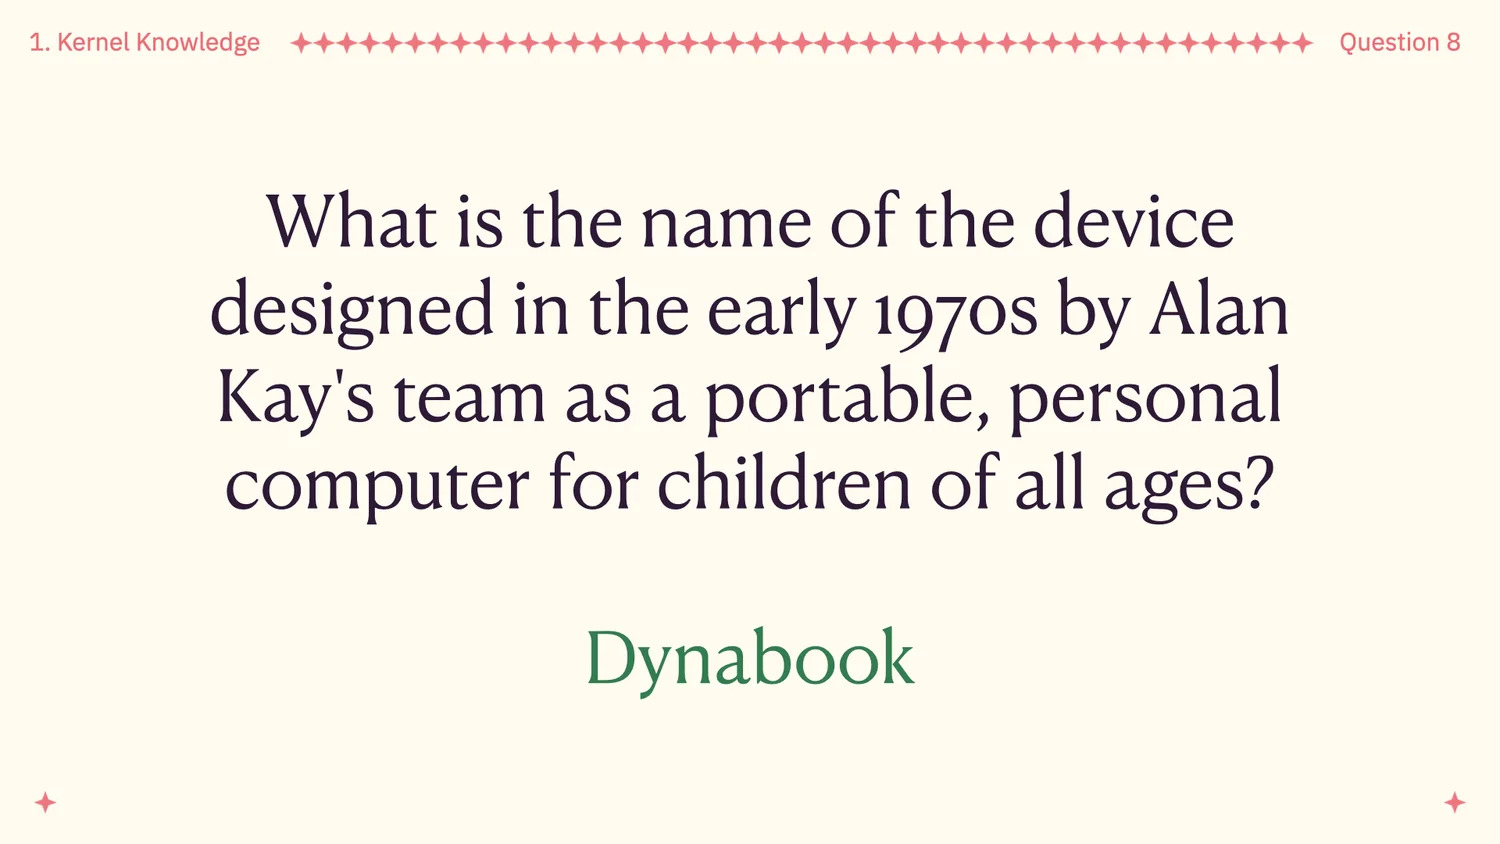 1. Kernel Knowledge
Question 8
What is the name of the device
designed in the early 1970s by Alan
Kay's team as a portable, personal
computer for children of all ages?
Dynabook